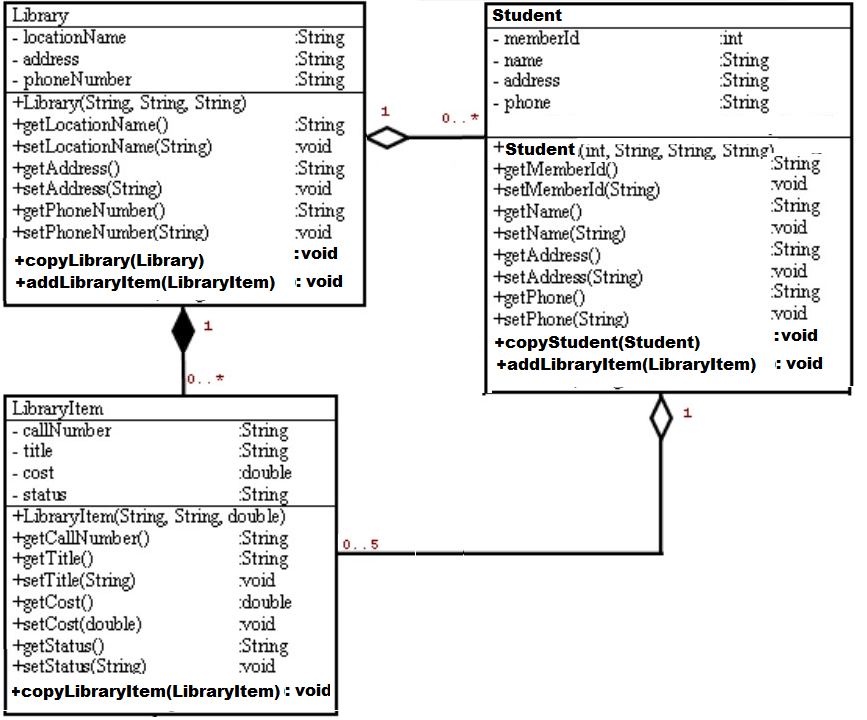 Library
- locationName :String
- address :String
- phoneNumber :String
+Library(String, String, String)
+getLocationName() :String
+setLocationName(String) :void
+getAddress() :String
+setAddress(String) :void
+getPhoneNumber() :String
+setPhoneNumber(String) :void
+copyLibrary(Library) :void
+addLibraryItem(LibraryItem) : void
1
0..*
Student
- memberId :int
- name :String
- address :String
- phone :String
+Student(int, String, String, String)
+getMemberId() :String
+setMemberId(String) :void
+getName() :String
+setName(String) :void
+getAddress() :String
+setAddress(String) :void
+getPhone() :String
+setPhone(String) :void
+copyStudent(Student) :void
+addLibraryItem(LibraryItem) : void
1
0..*
LibraryItem
- callNumber :String
- title :String
- cost :double
- status :String
+LibraryItem(String, String, double)
+getCallNumber() :String
+getTitle() :String
+setTitle(String) :void
+getCost() :double
+setCost(double) :void
+getStatus() :String
+setStatus(String) :void
+copyLibraryItem(LibraryItem) : void
1
0..5